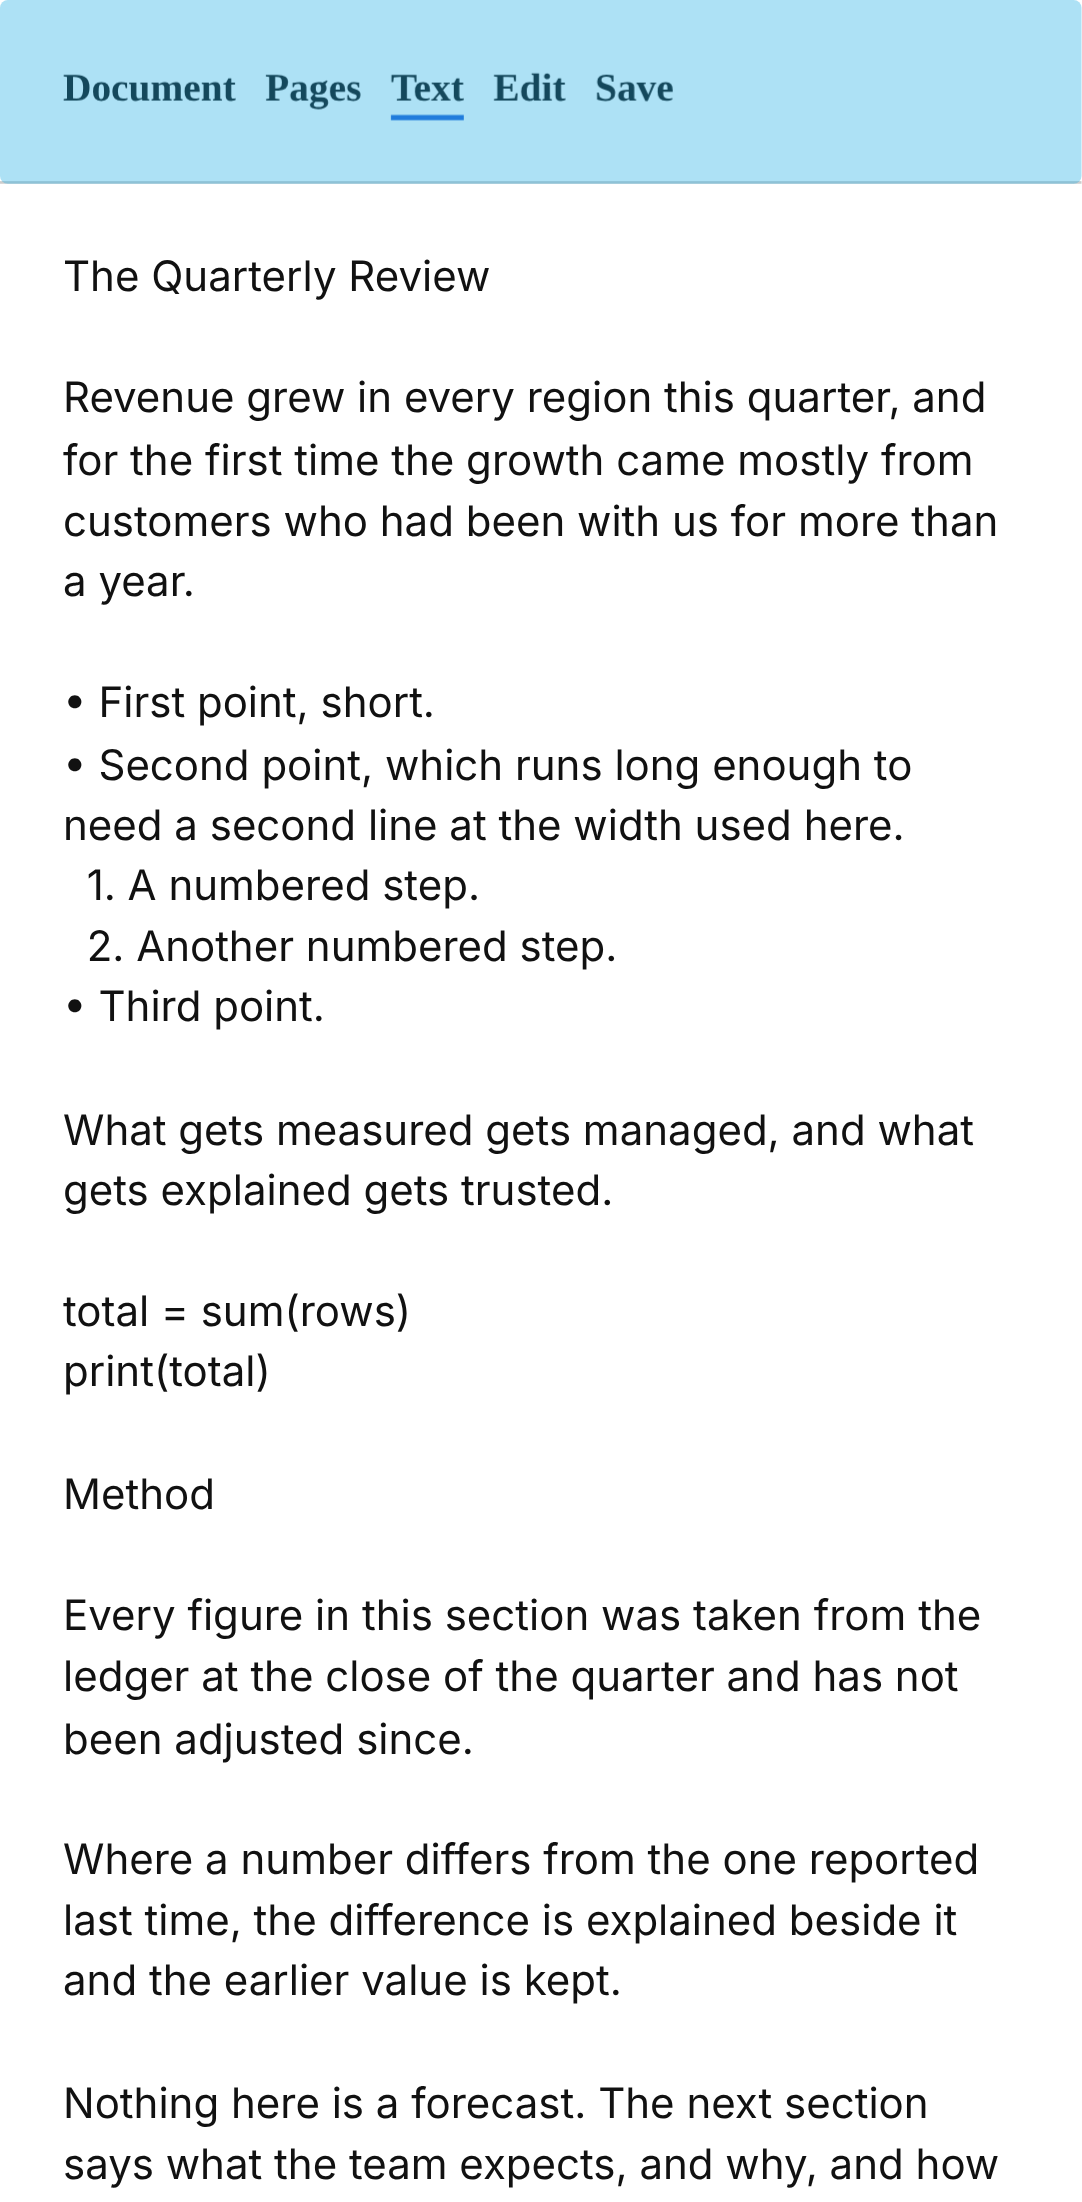 Document Pages Text Edit Save
The Quarterly Review
Revenue grew in every region this quarter, and
for the first time the growth came mostly from
customers who had been with us for more than
a year.
• First point, short.
• Second point, which runs long enough to
need a second line at the width used here.
1. A numbered step.
2. Another numbered step.
• Third point.
What gets measured gets managed, and what
gets explained gets trusted.
total = sum(rows)
print(total)
Method
Every figure in this section was taken from the
ledger at the close of the quarter and has not
been adjusted since.
Where a number differs from the one reported
last time, the difference is explained beside it
and the earlier value is kept.
Nothing here is a forecast. The next section
says what the team expects, and why, and how